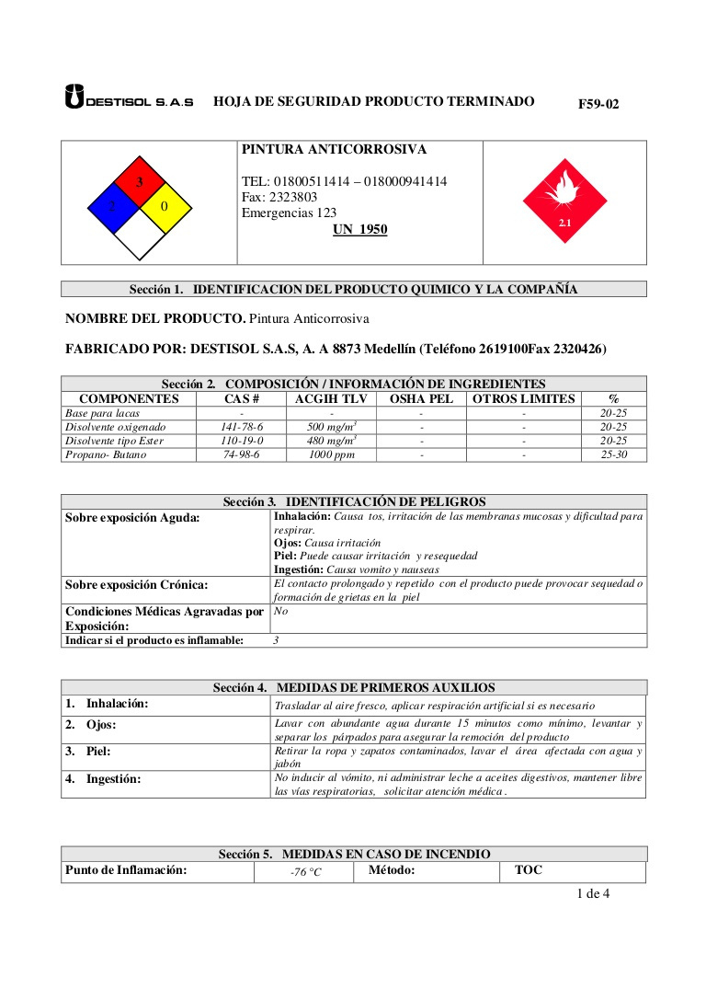 DESTISOL S.A.S HOJA DE SEGURIDAD PRODUCTO TERMINADO F59-02
3
2 0
PINTURA ANTICORROSIVA
TEL: 01800511414 – 018000941414
Fax: 2323803
Emergencias 123
UN 1950
2.1
Sección 1. IDENTIFICACION DEL PRODUCTO QUIMICO Y LA COMPAÑÍA
NOMBRE DEL PRODUCTO. Pintura Anticorrosiva
FABRICADO POR: DESTISOL S.A.S, A. A 8873 Medellín (Teléfono 2619100Fax 2320426)
Sección 2. COMPOSICIÓN / INFORMACIÓN DE INGREDIENTES
COMPONENTES CAS # ACGIH TLV OSHA PEL OTROS LIMITES %
Base para lacas - - - - 20-25
Disolvente oxigenado 141-78-6 500 mg/m³ - - 20-25
Disolvente tipo Ester 110-19-0 480 mg/m³ - - 20-25
Propano- Butano 74-98-6 1000 ppm - - 25-30
Sección 3. IDENTIFICACIÓN DE PELIGROS
Sobre exposición Aguda: Inhalación: Causa tos, irritación de las membranas mucosas y dificultad para
respirar.
Ojos: Causa irritación
Piel: Puede causar irritación y resequedad
Ingestión: Causa vomito y nauseas
Sobre exposición Crónica: El contacto prolongado y repetido con el producto puede provocar sequedad o
formación de grietas en la piel
Condiciones Médicas Agravadas por No
Exposición:
Indicar si el producto es inflamable: 3
Sección 4. MEDIDAS DE PRIMEROS AUXILIOS
1. Inhalación: Trasladar al aire fresco, aplicar respiración artificial si es necesario
2. Ojos: Lavar con abundante agua durante 15 minutos como mínimo, levantar y
separar los párpados para asegurar la remoción del producto
3. Piel: Retirar la ropa y zapatos contaminados, lavar el área afectada con agua y
jabón
4. Ingestión: No inducir al vómito, ni administrar leche a aceites digestivos, mantener libre
las vías respiratorias, solicitar atención médica .
Sección 5. MEDIDAS EN CASO DE INCENDIO
Punto de Inflamación: -76 °C Método: TOC
1 de 4